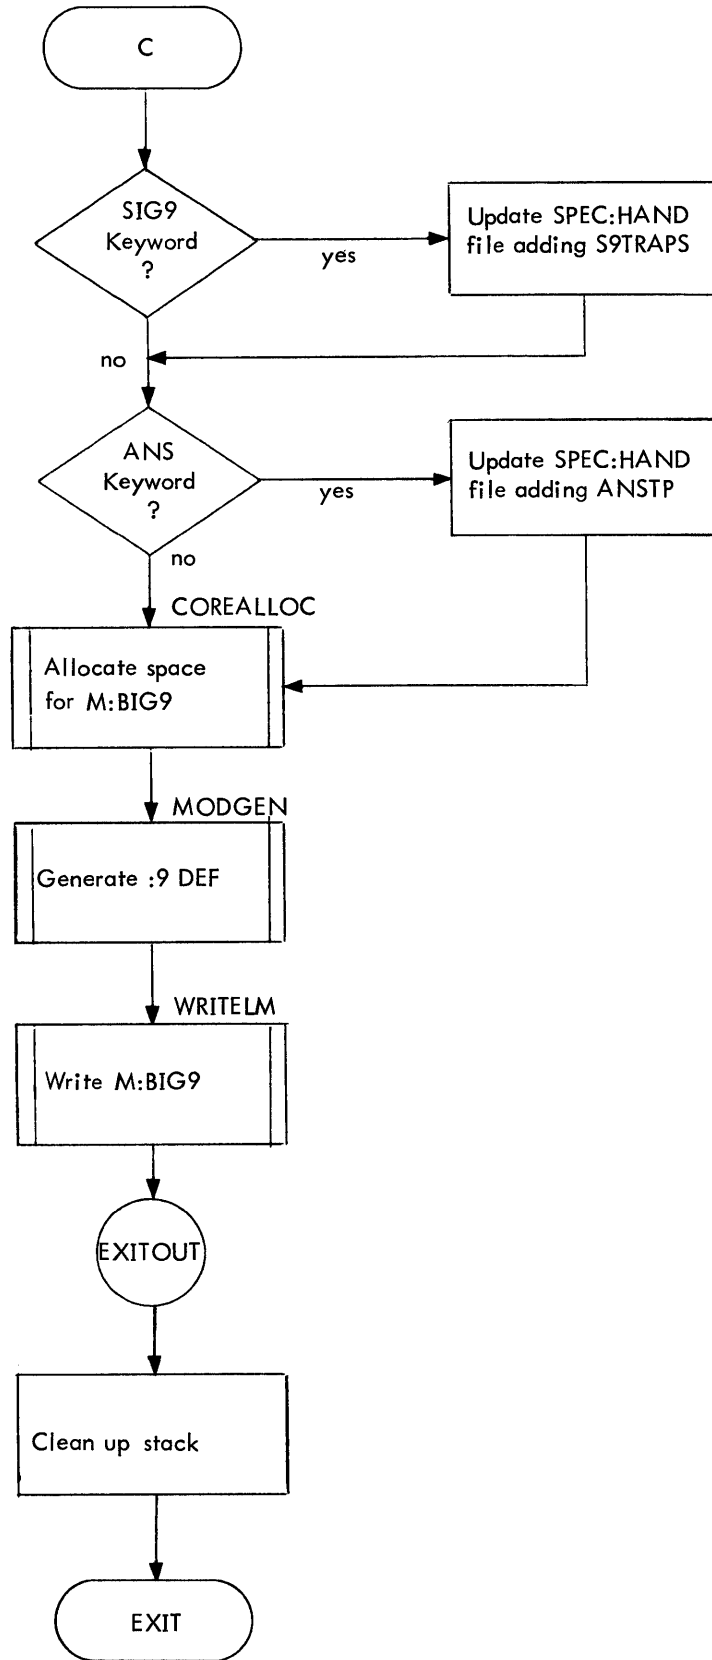 C
SIG9
Keyword
?
yes
Update SPEC:HAND
file adding S9TRAPS
no
ANS
Keyword
?
yes
Update SPEC:HAND
file adding ANSTP
no
COREALLOC
Allocate space
for M:BIG9
MODGEN
Generate :9 DEF
WRITELM
Write M:BIG9
EXITOUT
Clean up stack
EXIT